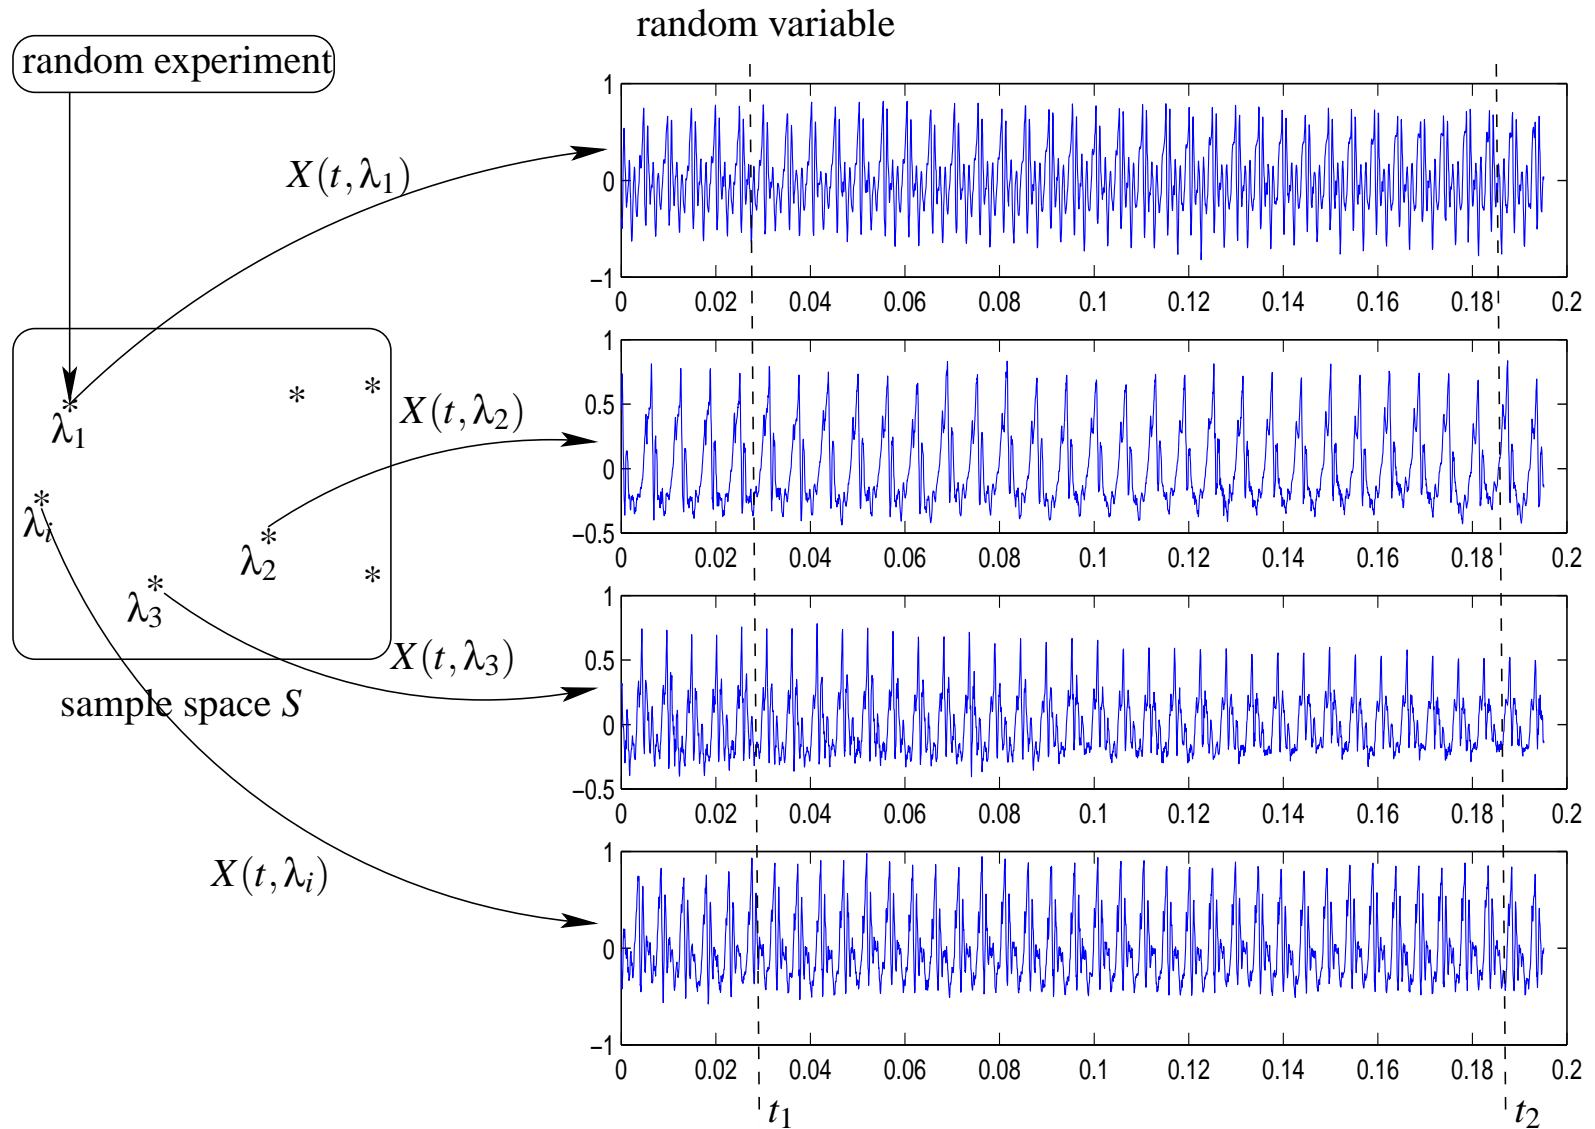 random variable
random experiment
X(t, λ1)
1
0
−1
0 0.02 0.04 0.06 0.08 0.1 0.12 0.14 0.16 0.18 0.2
* * *
λ1
X(t, λ2)
1
0.5
0
−0.5
0 0.02 0.04 0.06 0.08 0.1 0.12 0.14 0.16 0.18 0.2
*
λi
*
λ2
*
*
λ3
sample space S
X(t, λ3)
1
0.5
0
−0.5
0 0.02 0.04 0.06 0.08 0.1 0.12 0.14 0.16 0.18 0.2
X(t, λi)
1
0
−1
0 0.02 0.04 0.06 0.08 0.1 0.12 0.14 0.16 0.18 0.2
t1
t2